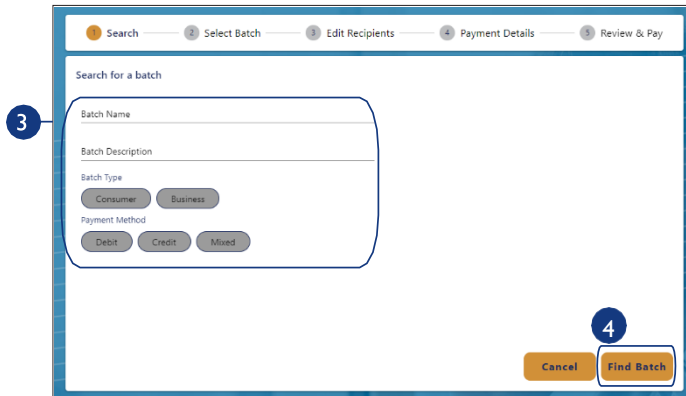 1 Search 2 Select Batch 3 Edit Recipients 4 Payment Details 5 Review & Pay
Search for a batch
3
Batch Name
Batch Description
Batch Type
Consumer Business
Payment Method
Debit Credit Mixed
4
Cancel Find Batch